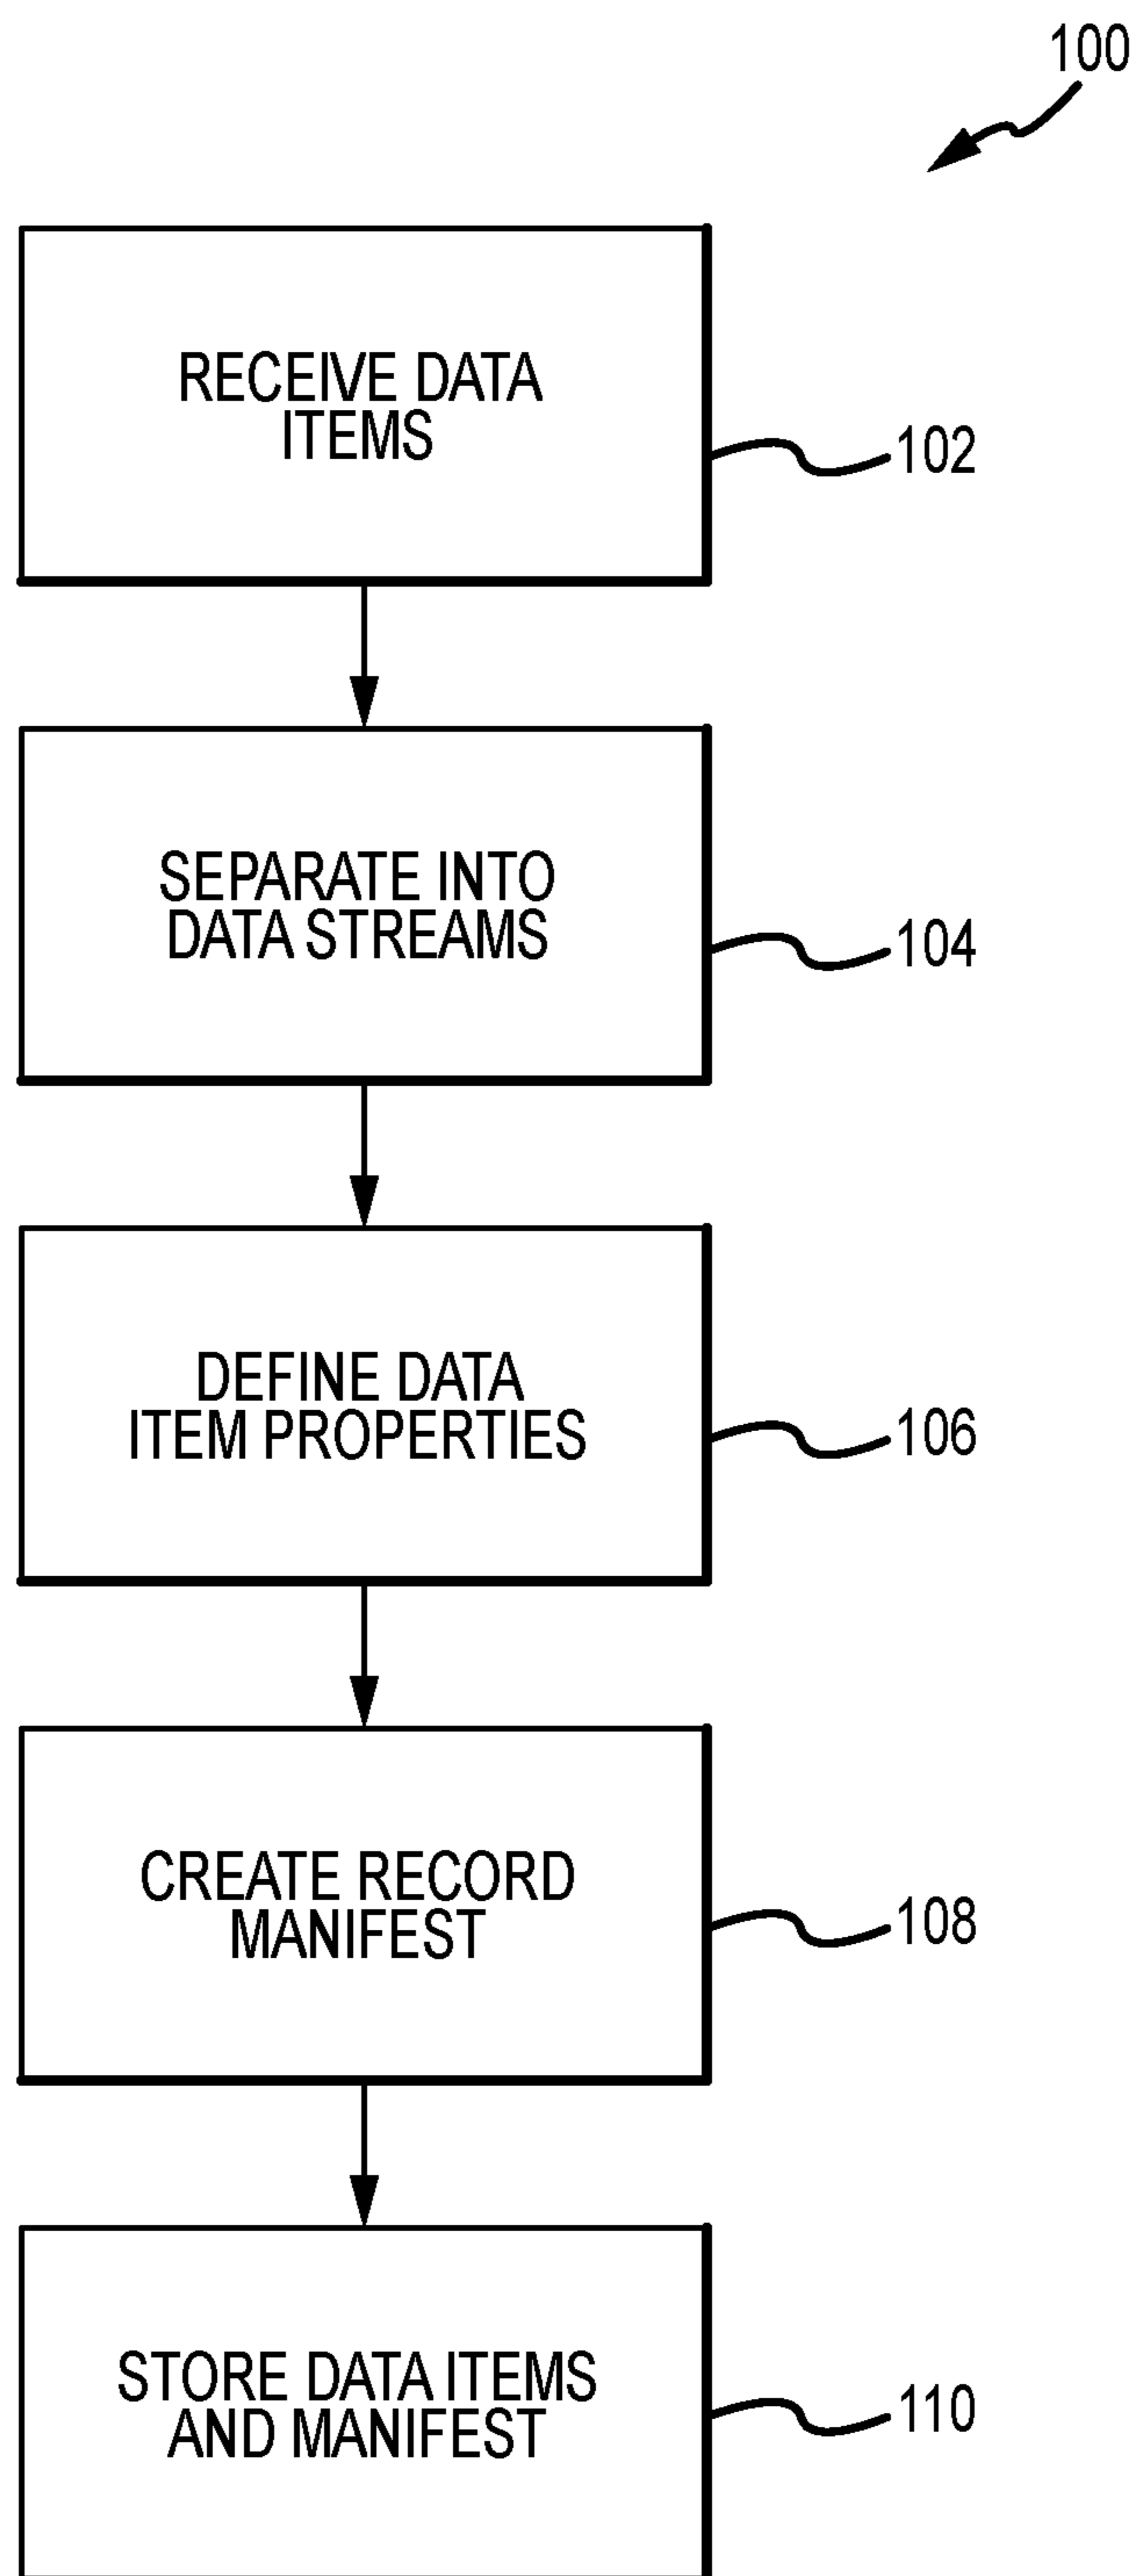 100
RECEIVE DATA
ITEMS
102
SEPARATE INTO
DATA STREAMS
104
DEFINE DATA
ITEM PROPERTIES
106
CREATE RECORD
MANIFEST
108
STORE DATA ITEMS
AND MANIFEST
110